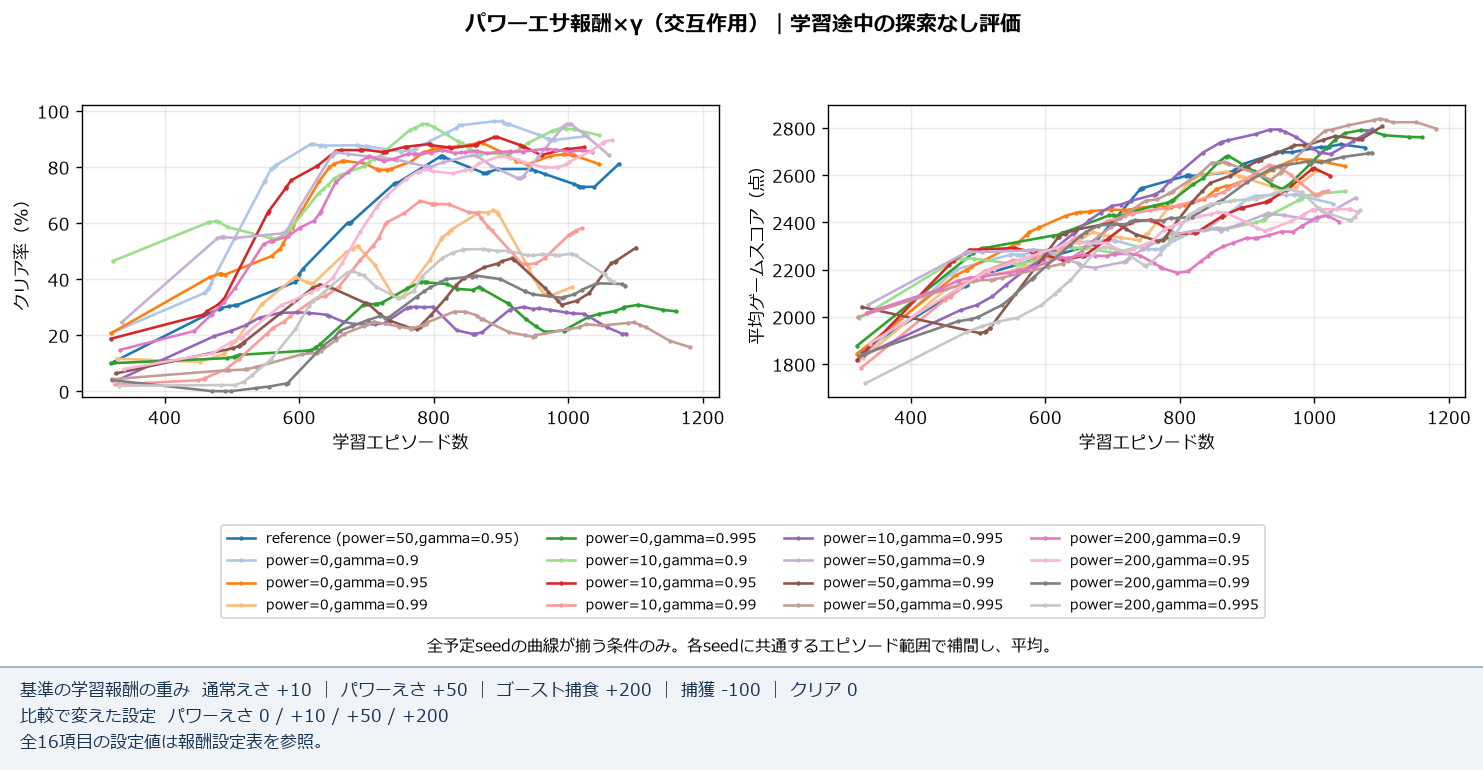 パワーエサ報酬×γ（交互作用）｜学習途中の探索なし評価
クリア率（%）
100
80
60
40
20
0
400
600
800
1000
1200
学習エピソード数
平均ゲームスコア（点）
2800
2600
2400
2200
2000
1800
400
600
800
1000
1200
学習エピソード数
reference (power=50,gamma=0.95)
power=0,gamma=0.9
power=0,gamma=0.95
power=0,gamma=0.99
power=0,gamma=0.995
power=10,gamma=0.9
power=10,gamma=0.95
power=10,gamma=0.99
power=10,gamma=0.995
power=50,gamma=0.9
power=50,gamma=0.99
power=50,gamma=0.995
power=200,gamma=0.9
power=200,gamma=0.95
power=200,gamma=0.99
power=200,gamma=0.995
全予定seedの曲線が揃う条件のみ。各seedに共通するエピソード範囲で補間し、平均。
基準の学習報酬の重み 通常えさ +10 ｜ パワーえさ +50 ｜ ゴースト捕食 +200 ｜ 捕獲 -100 ｜ クリア 0
比較で変えた設定 パワーえさ 0 / +10 / +50 / +200
全16項目の設定値は報酬設定表を参照。